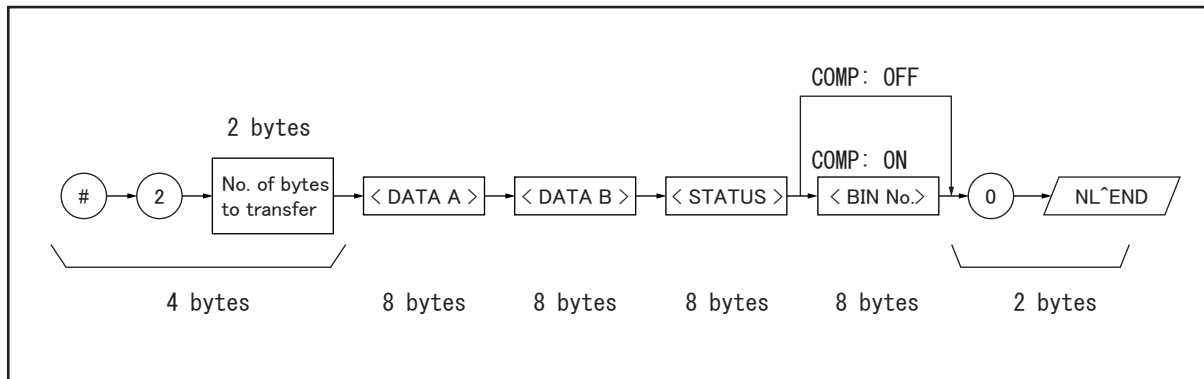 COMP: OFF
2 bytes
COMP: ON
#
2
No. of bytes
to transfer
< DATA A >
< DATA B >
< STATUS >
< BIN No.>
0
NL^END
4 bytes
8 bytes
8 bytes
8 bytes
8 bytes
2 bytes